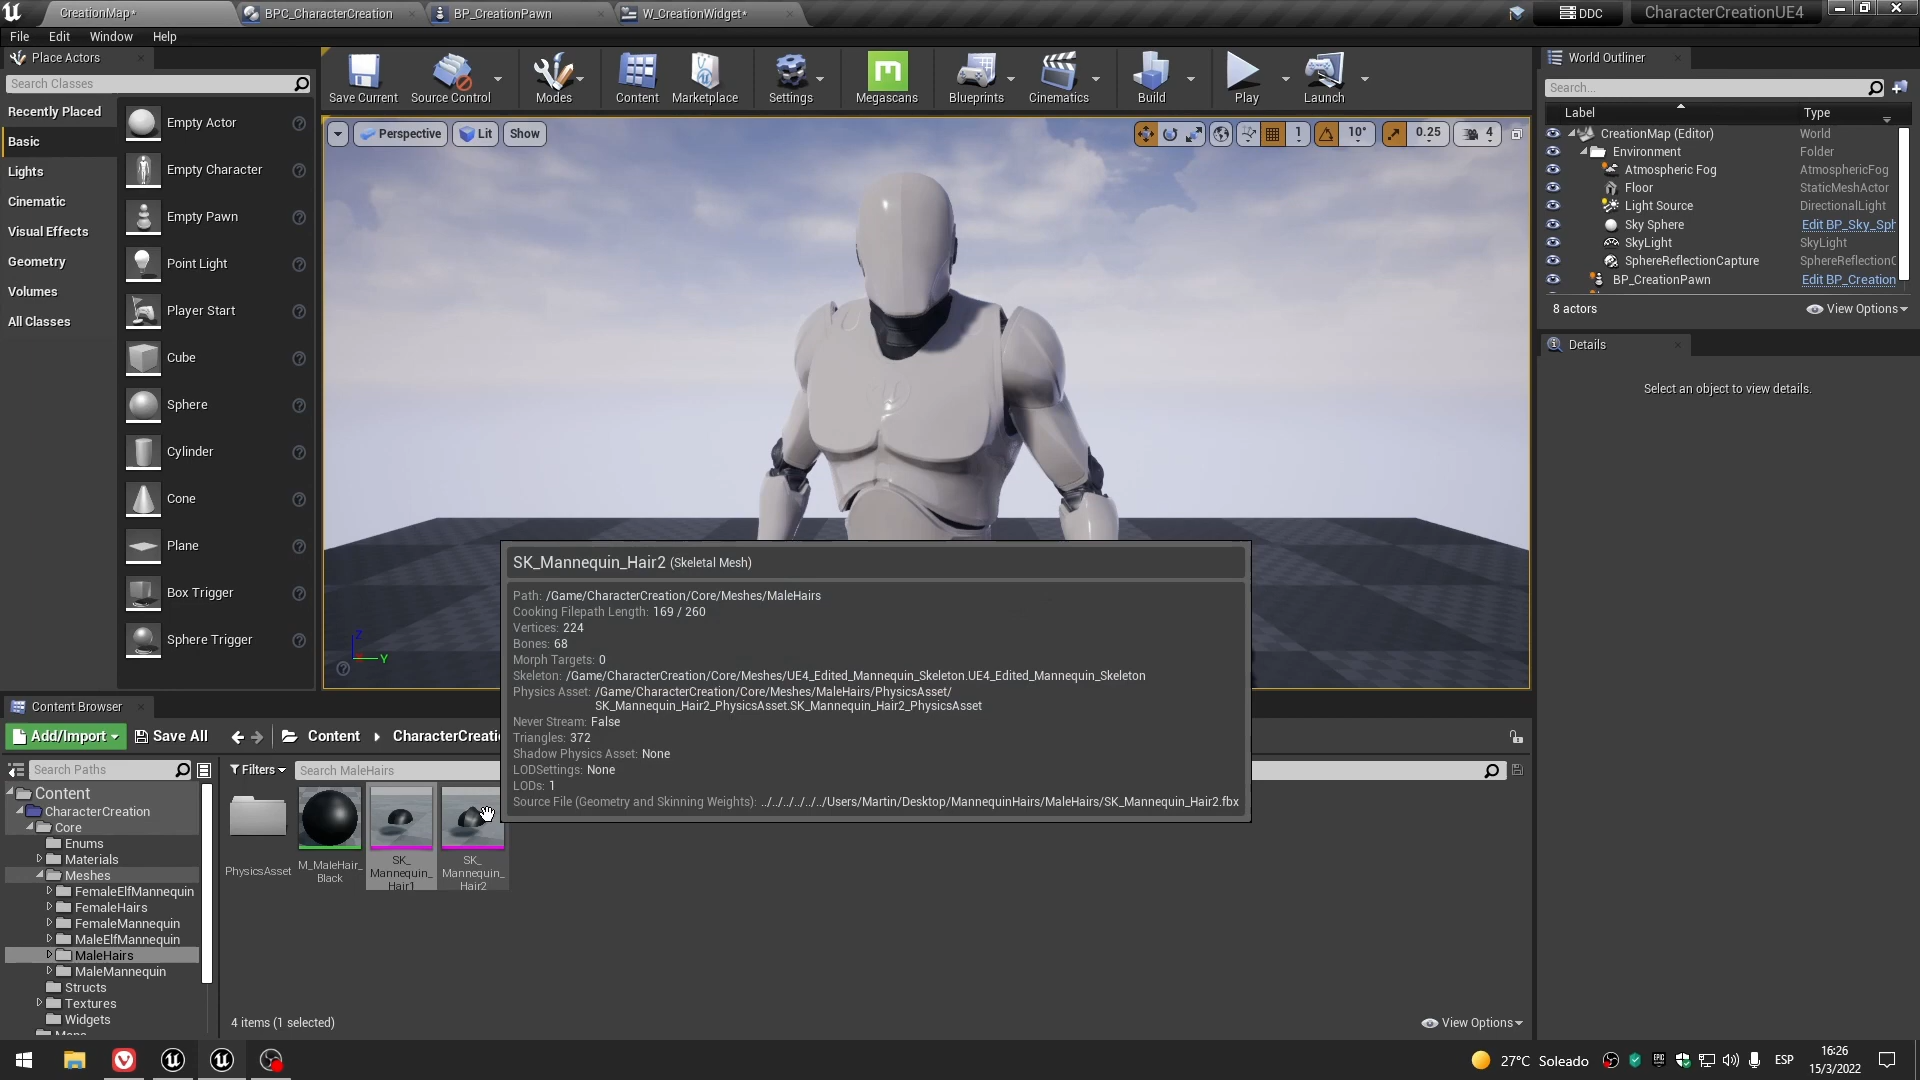 CreationMap*
BPC_CharacterCreation
BP_CreationPawn
W_CreationWidget*
DDC
CharacterCreationUE4
File Edit Window Help
Place Actors
Search Classes
Recently Placed
Basic
Lights
Cinematic
Visual Effects
Geometry
Volumes
All Classes
Empty Actor
Empty Character
Empty Pawn
Point Light
Player Start
Cube
Sphere
Cylinder
Cone
Plane
Box Trigger
Sphere Trigger
Save Current
Source Control
Modes
Content
Marketplace
Settings
Megascans
Blueprints
Cinematics
Build
Play
Launch
Perspective
Lit
Show
1
10°
0.25
4
Z
Y
World Outliner
Search...
Label Type
CreationMap (Editor) World
Environment Folder
Atmospheric Fog AtmosphericFog
Floor StaticMeshActor
Light Source DirectionalLight
Sky Sphere Edit BP_Sky_Sph
SkyLight SkyLight
SphereReflectionCapture SphereReflectionC
BP_CreationPawn Edit BP_Creation
8 actors
View Options
Details
Select an object to view details.
SK_Mannequin_Hair2 (Skeletal Mesh)
Path: /Game/CharacterCreation/Core/Meshes/MaleHairs
Cooking Filepath Length: 169 / 260
Vertices: 224
Bones: 68
Morph Targets: 0
Skeleton: /Game/CharacterCreation/Core/Meshes/UE4_Edited_Mannequin_Skeleton.UE4_Edited_Mannequin_Skeleton
Physics Asset: /Game/CharacterCreation/Core/Meshes/MaleHairs/PhysicsAsset/
SK_Mannequin_Hair2_PhysicsAsset.SK_Mannequin_Hair2_PhysicsAsset
Never Stream: False
Triangles: 372
Shadow Physics Asset: None
LODSettings: None
LODs: 1
Source File (Geometry and Skinning Weights): ../../../../../../Users/Martin/Desktop/MannequinHairs/MaleHairs/SK_Mannequin_Hair2.fbx
Content Browser
Add/Import
Save All
Content
CharacterCreatio
Search Paths
Filters
Search MaleHairs
Content
CharacterCreation
Core
Enums
Materials
Meshes
FemaleElfMannequin
FemaleHairs
FemaleMannequin
MaleElfMannequin
MaleHairs
MaleMannequin
Structs
Textures
Widgets
Maps
PhysicsAsset
M_MaleHair_
Black
SK_
Mannequin_
Hair1
SK_
Mannequin_
Hair2
4 items (1 selected)
View Options
27°C Soleado
ESP
16:26
15/3/2022